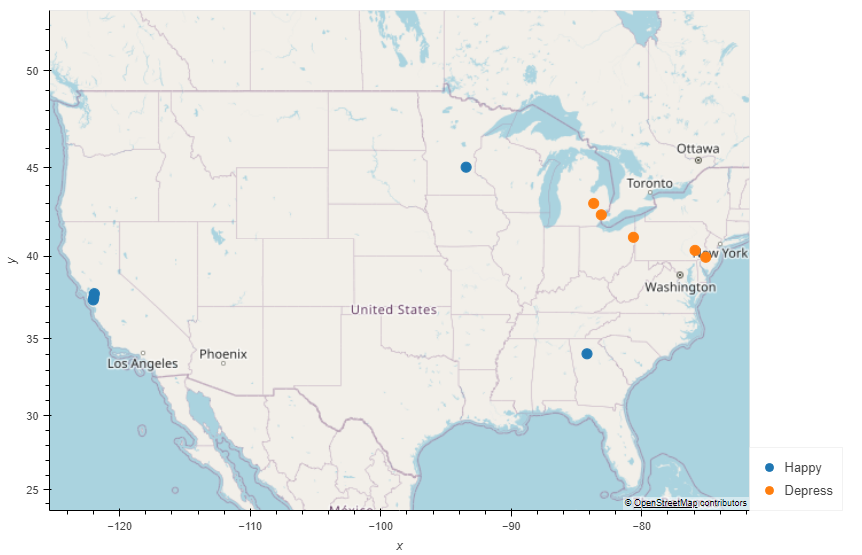 50
45
40
35
30
25
y
−120
−110
−100
−90
−80
x
Ottawa
Toronto
New York
Washington
United States
Phoenix
Los Angeles
México
© OpenStreetMap contributors
Happy
Depress